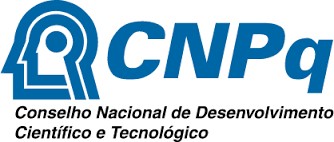 CNPq
Conselho Nacional de Desenvolvimento
Científico e Tecnológico